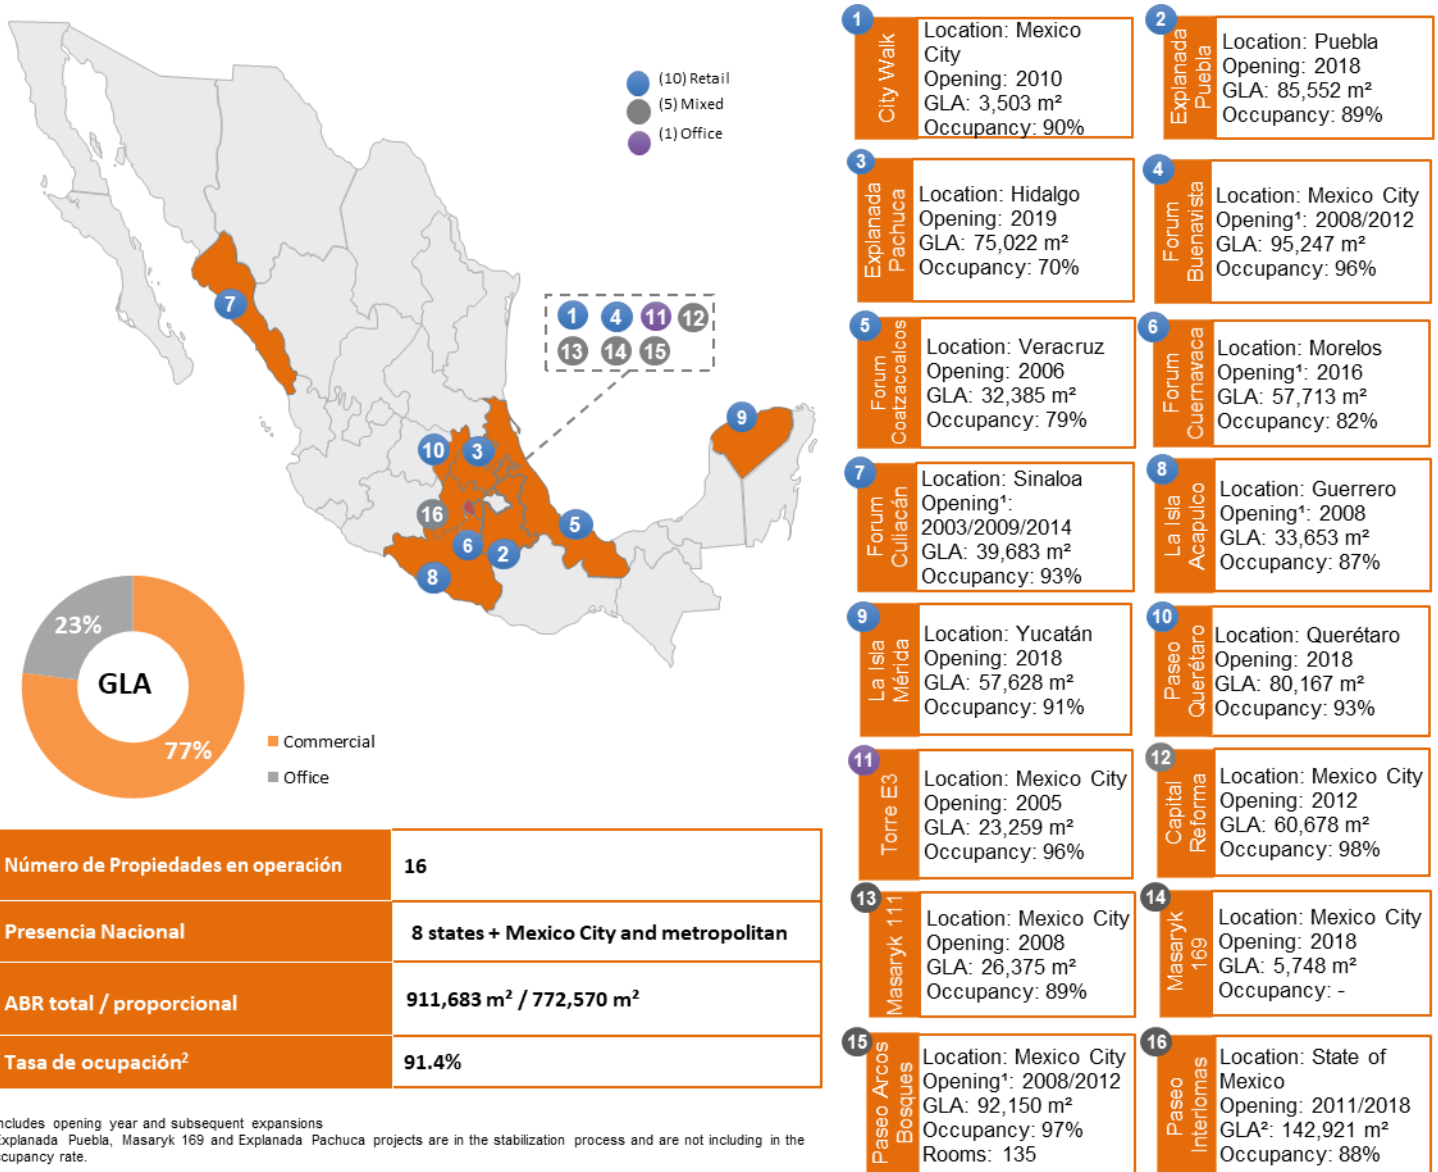 (10) Retail
(5) Mixed
(1) Office
1
4
11
12
13
14
15
7
9
10
3
16
5
6
2
8
23%
GLA
77%
Commercial
Office
Número de Propiedades en operación
16
Presencia Nacional
8 states + Mexico City and metropolitan
ABR total / proporcional
911,683 m² / 772,570 m²
Tasa de ocupación²
91.4%
ncludes opening year and subsequent expansions
Explanada Puebla, Masaryk 169 and Explanada Pachuca projects are in the stabilization process and are not including in the
cupancy rate.
1
City Walk
Location: Mexico
City
Opening: 2010
GLA: 3,503 m²
Occupancy: 90%
2
Explanada
Puebla
Location: Puebla
Opening: 2018
GLA: 85,552 m²
Occupancy: 89%
3
Explanada
Pachuca
Location: Hidalgo
Opening: 2019
GLA: 75,022 m²
Occupancy: 70%
4
Forum
Buenavista
Location: Mexico City
Opening¹: 2008/2012
GLA: 95,247 m²
Occupancy: 96%
5
Forum
Coatzacoalcos
Location: Veracruz
Opening: 2006
GLA: 32,385 m²
Occupancy: 79%
6
Forum
Cuernavaca
Location: Morelos
Opening¹: 2016
GLA: 57,713 m²
Occupancy: 82%
7
Forum
Culiacán
Location: Sinaloa
Opening¹:
2003/2009/2014
GLA: 39,683 m²
Occupancy: 93%
8
La Isla
Acapulco
Location: Guerrero
Opening¹: 2008
GLA: 33,653 m²
Occupancy: 87%
9
La Isla
Mérida
Location: Yucatán
Opening: 2018
GLA: 57,628 m²
Occupancy: 91%
10
Paseo
Querétaro
Location: Querétaro
Opening: 2018
GLA: 80,167 m²
Occupancy: 93%
11
Torre E3
Location: Mexico City
Opening: 2005
GLA: 23,259 m²
Occupancy: 96%
12
Capital
Reforma
Location: Mexico City
Opening: 2012
GLA: 60,678 m²
Occupancy: 98%
13
Masaryk 111
Location: Mexico City
Opening: 2008
GLA: 26,375 m²
Occupancy: 89%
14
Masaryk
169
Location: Mexico City
Opening: 2018
GLA: 5,748 m²
Occupancy: -
15
Paseo Arcos
Bosques
Location: Mexico City
Opening¹: 2008/2012
GLA: 92,150 m²
Occupancy: 97%
Rooms: 135
16
Paseo
Interlomas
Location: State of
Mexico
Opening: 2011/2018
GLA²: 142,921 m²
Occupancy: 88%